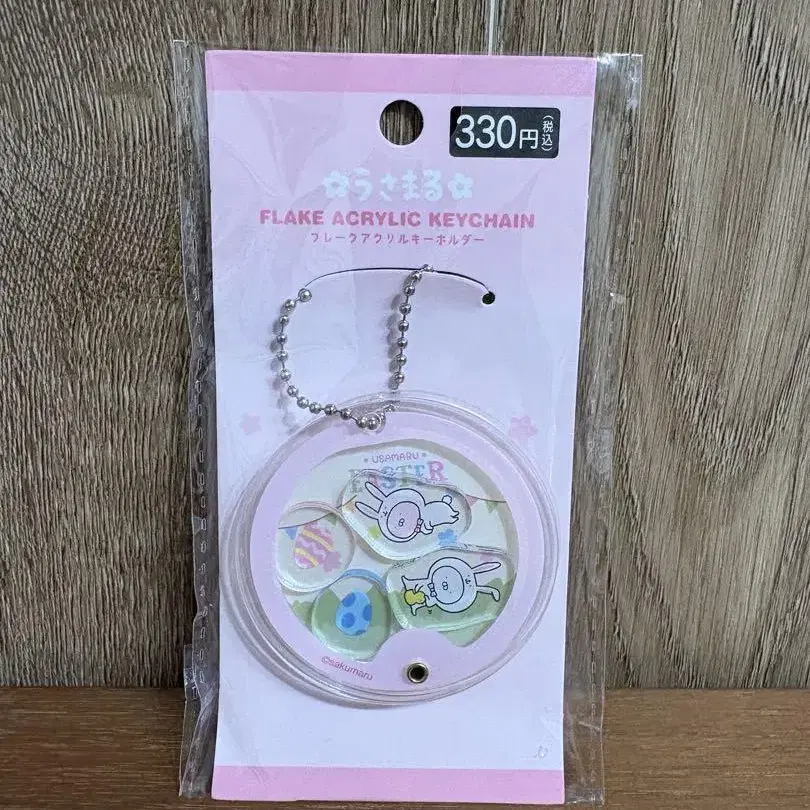 330円(税込)
☆うさまる☆
FLAKE ACRYLIC KEYCHAIN
フレークアクリルキーホルダー
USAMARU
EASTER
©sakumaru